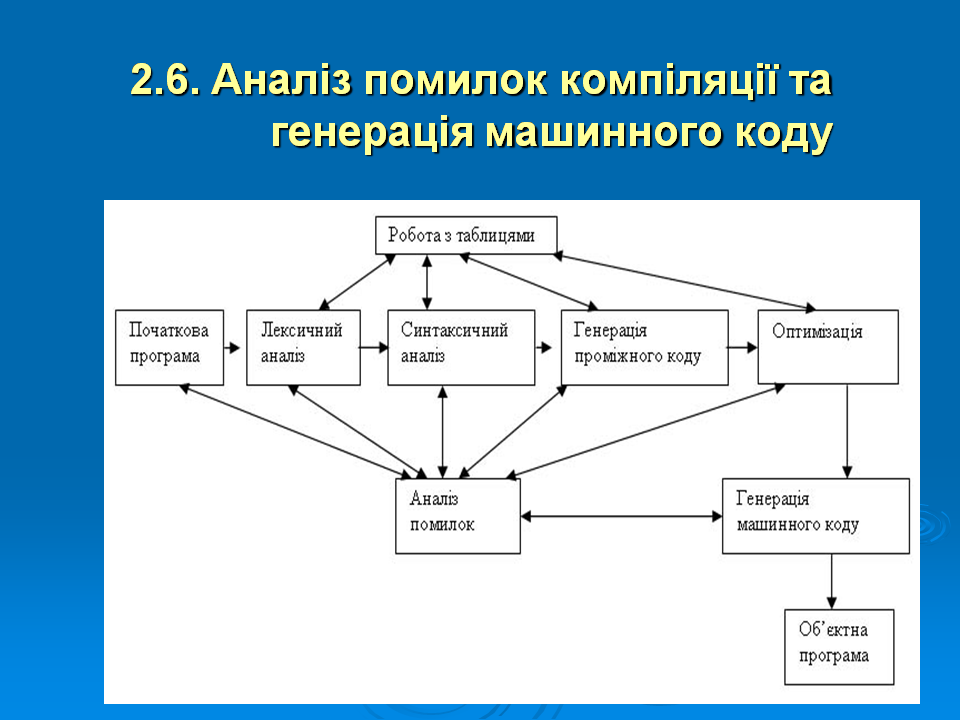 2.6. Аналіз помилок компіляції та
генерація машинного коду
Робота з таблицями
Початкова
програма
Лексичний
аналіз
Синтаксичний
аналіз
Генерація
проміжного коду
Оптимізація
Аналіз
помилок
Генерація
машинного коду
Об’єктна
програма